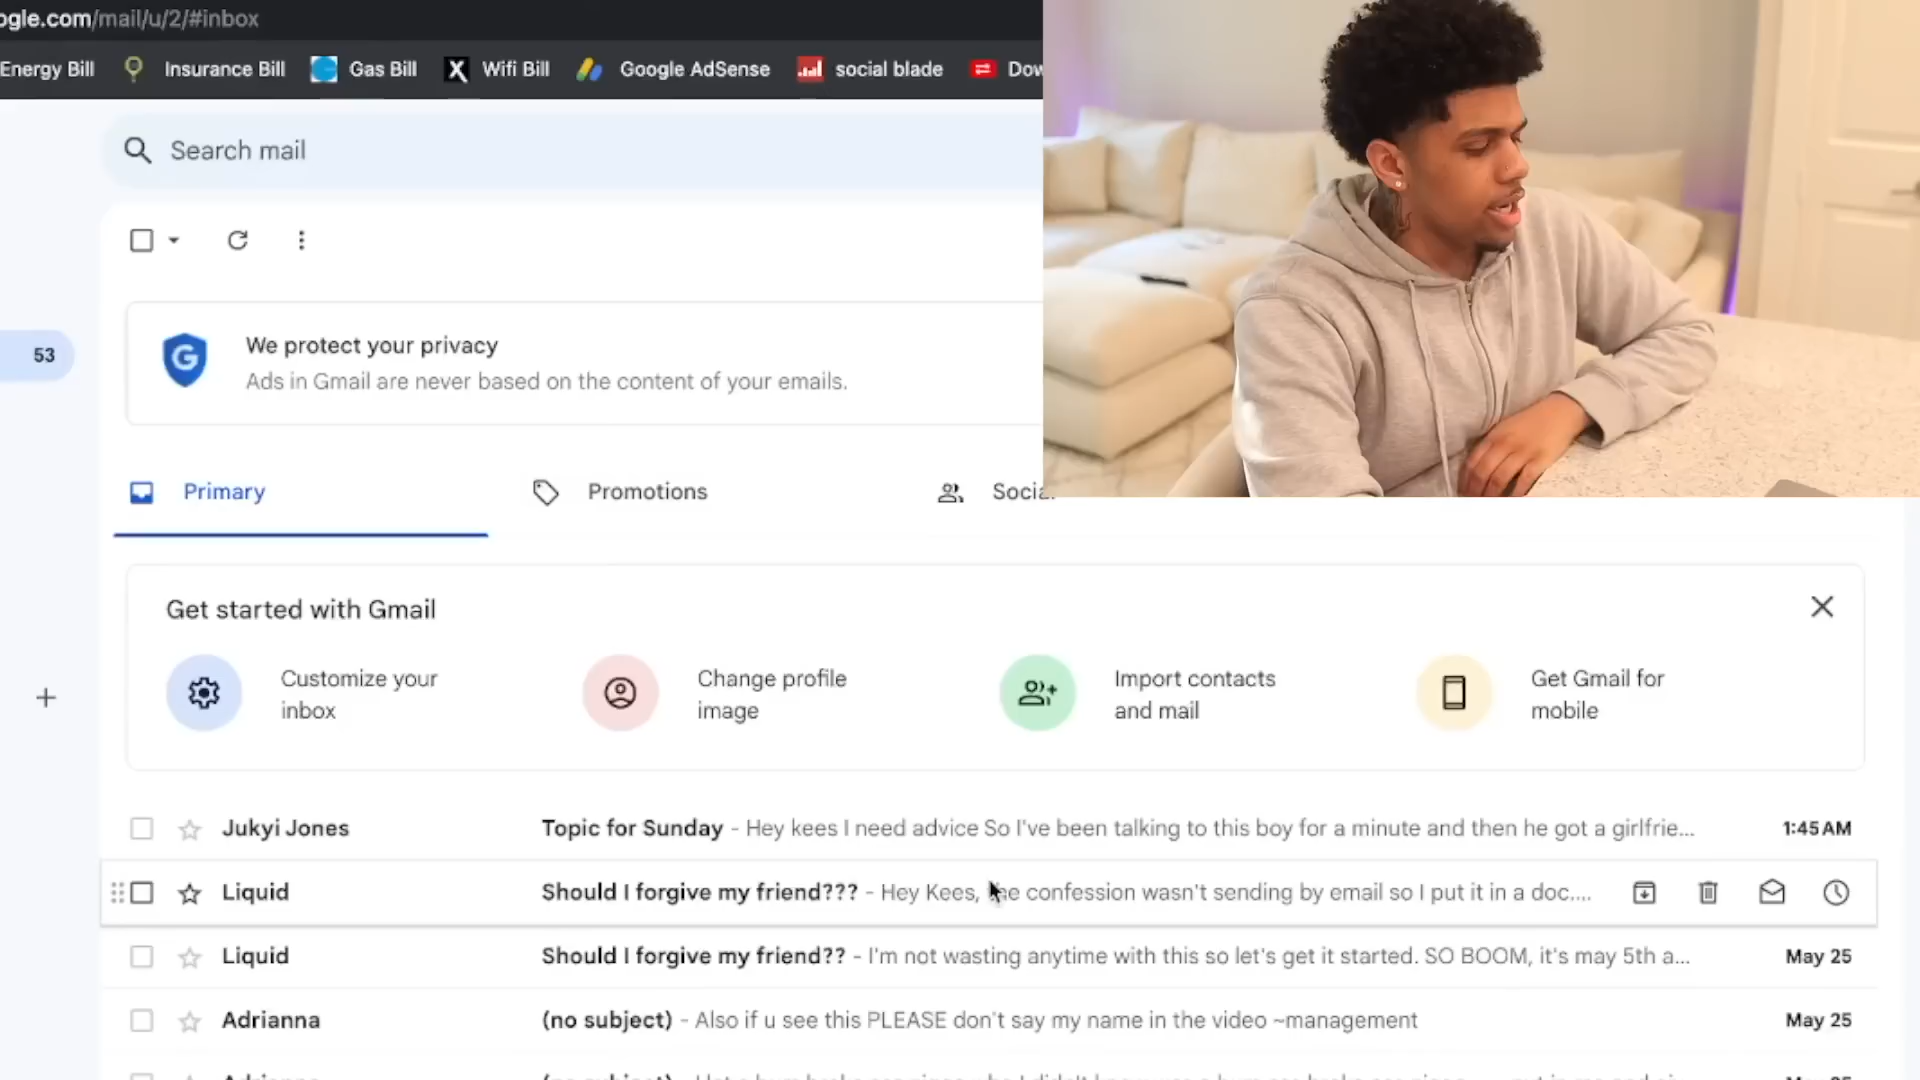 ogle.com/mail/u/2/#inbox
Energy Bill Insurance Bill Gas Bill Wifi Bill Google AdSense social blade
Search mail
53
We protect your privacy
Ads in Gmail are never based on the content of your emails.
Primary Promotions Social
Get started with Gmail
Customize your inbox
Change profile image
Import contacts and mail
Get Gmail for mobile
Jukyi Jones Topic for Sunday - Hey kees I need advice So I've been talking to this boy for a minute and then he got a girlfrie... 1:45 AM
Liquid Should I forgive my friend??? - Hey Kees, confession wasn't sending by email so I put it in a doc....
Liquid Should I forgive my friend?? - I'm not wasting anytime with this so let's get it started. SO BOOM, it's may 5th a... May 25
Adrianna (no subject) - Also if u see this PLEASE don't say my name in the video ~management May 25